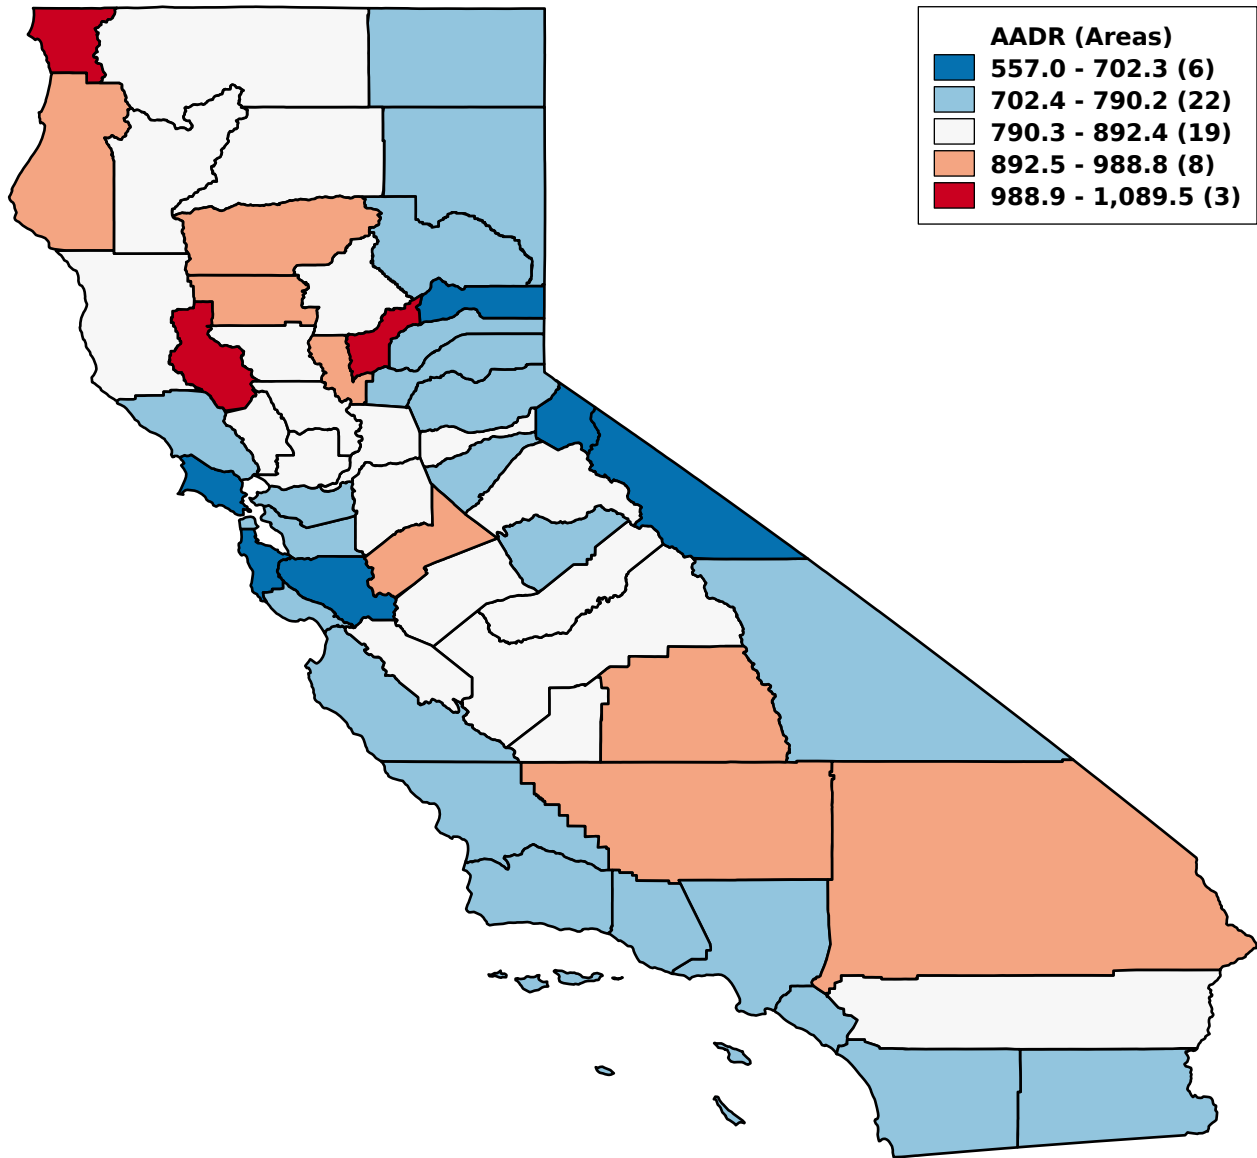 AADR (Areas)
557.0 - 702.3 (6)
702.4 - 790.2 (22)
790.3 - 892.4 (19)
892.5 - 988.8 (8)
988.9 - 1,089.5 (3)